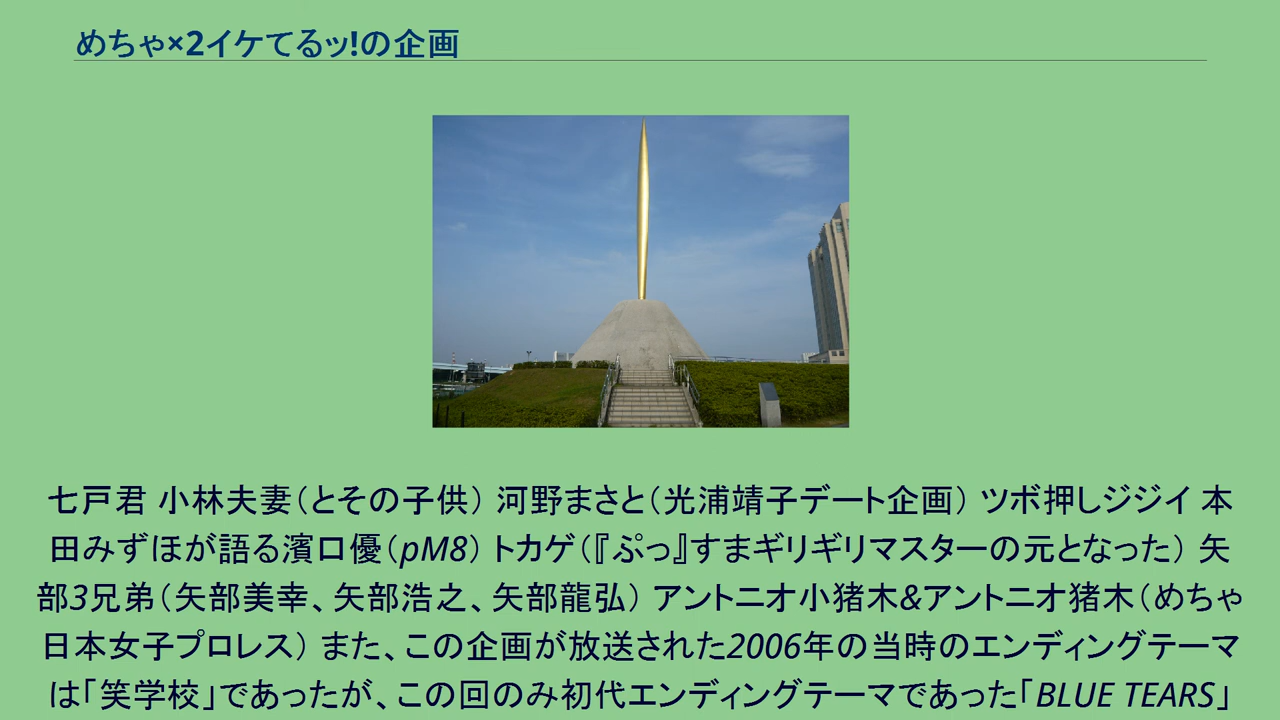 めちゃ×2イケてるッ!の企画
七戸君 小林夫妻（とその子供） 河野まさと（光浦靖子デート企画） ツボ押しジジイ 本
田みずほが語る濱口優（pM8） トカゲ（『ぷっ』すまギリギリマスターの元となった） 矢
部3兄弟（矢部美幸、矢部浩之、矢部龍弘） アントニオ小猪木&アントニオ猪木（めちゃ
日本女子プロレス） また、この企画が放送された2006年の当時のエンディングテーマ
は「笑学校」であったが、この回のみ初代エンディングテーマであった「BLUE TEARS」